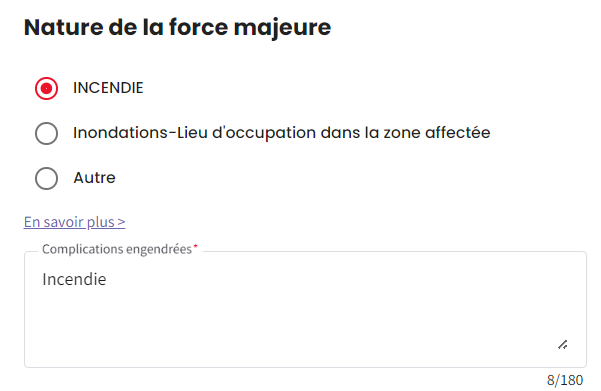 Nature de la force majeure
INCENDIE
Inondations-Lieu d'occupation dans la zone affectée
Autre
En savoir plus >
Complications engendrées*
Incendie
8/180